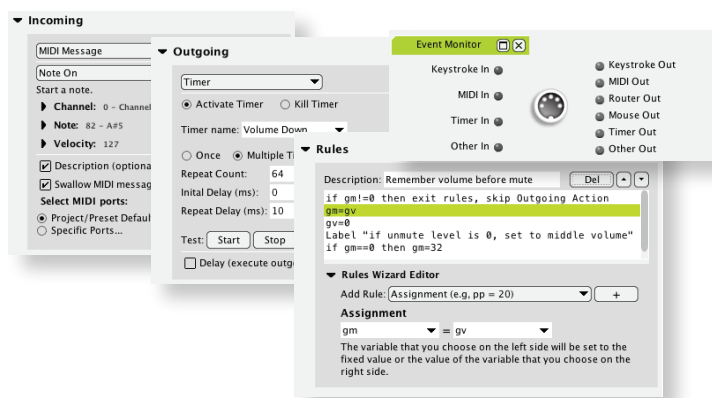 Incoming
MIDI Message
Note On
Start a note.
Channel: 0 - Channel
Note: 82 - A#5
Velocity: 127
Description (optiona
Swallow MIDI messag
Select MIDI ports:
Project/Preset Defaul
Specific Ports...
Outgoing
Timer
Activate Timer Kill Timer
Timer name: Volume Down
Once Multiple Ti
Repeat Count: 64
Inital Delay (ms): 0
Repeat Delay (ms): 10
Test: Start Stop
Delay (execute outg
Event Monitor
Keystroke In
MIDI In
Timer In
Other In
Keystroke Out
MIDI Out
Router Out
Mouse Out
Timer Out
Other Out
Rules
Description: Remember volume before mute Del
if gm!=0 then exit rules, skip Outgoing Action
gm=gv
gv=0
Label "if unmute level is 0, set to middle volume"
if gm==0 then gm=32
Rules Wizard Editor
Add Rule: Assignment (e.g, pp = 20) +
Assignment
gm = gv
The variable that you choose on the left side will be set to the
fixed value or the value of the variable that you choose on the
right side.